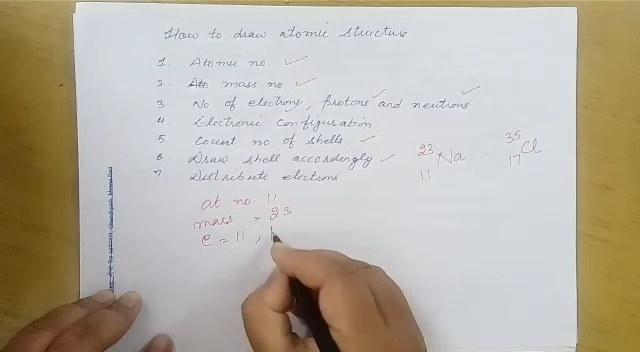 How to draw atomic structure
1. Atomic no. ✓
2. mass no ✓
3 No of electrons, protons ✓ and neutrons ✓
4. Electronic configuration
5 Count no of shells ✓
6. Draw shell accordingly ✓
7. Distribute electrons
23 Na 11
35 Cl 17
at no. 11
mass = 23
e = 11,